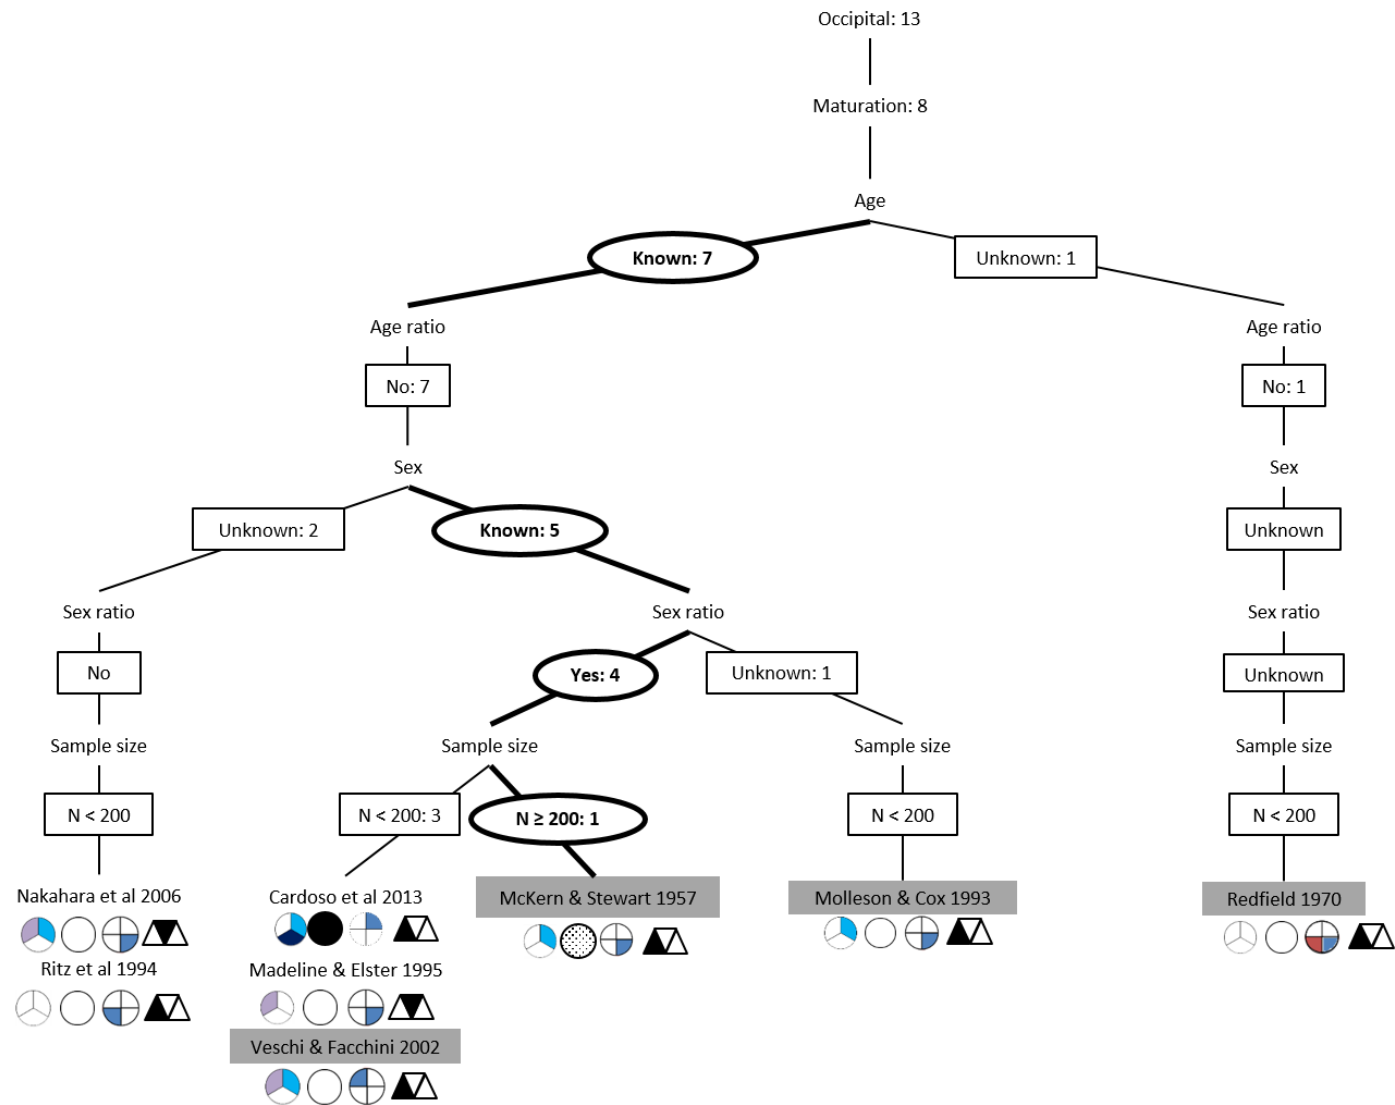 Occipital: 13
Maturation: 8
Age
Known: 7
Unknown: 1
Age ratio
Age ratio
No: 7
No: 1
Sex
Sex
Unknown: 2
Known: 5
Unknown
Sex ratio
Sex ratio
Sex ratio
No
Yes: 4
Unknown: 1
Unknown
Sample size
Sample size
Sample size
Sample size
N < 200
N < 200: 3
N ≥ 200: 1
N < 200
N < 200
Nakahara et al 2006
Cardoso et al 2013
McKern & Stewart 1957
Molleson & Cox 1993
Redfield 1970
Ritz et al 1994
Madeline & Elster 1995
Veschi & Facchini 2002